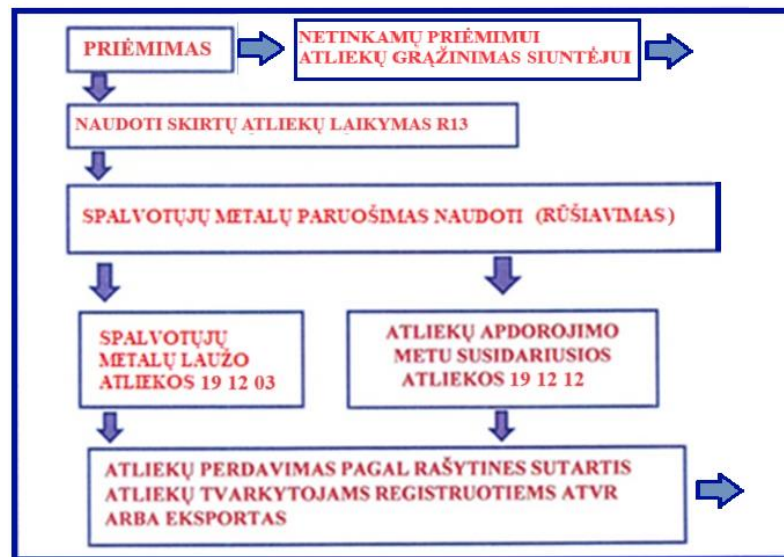 PRIĖMIMAS
NETINKAMŲ PRIĖMIMUI
ATLIEKŲ GRĄŽINIMAS SIUNTĖJUI
NAUDOTI SKIRTŲ ATLIEKŲ LAIKYMAS R13
SPALVOTŲJŲ METALŲ PARUOŠIMAS NAUDOTI (RŪŠIAVIMAS)
SPALVOTŲJŲ
METALŲ LAUŽO
ATLIEKOS 19 12 03
ATLIEKŲ APDOROJIMO
METU SUSIDARIUSIOS
ATLIEKOS 19 12 12
ATLIEKŲ PERDAVIMAS PAGAL RAŠYTINES SUTARTIS
ATLIEKŲ TVARKYTOJAMS REGISTRUOTIEMS ATVR
ARBA EKSPORTAS